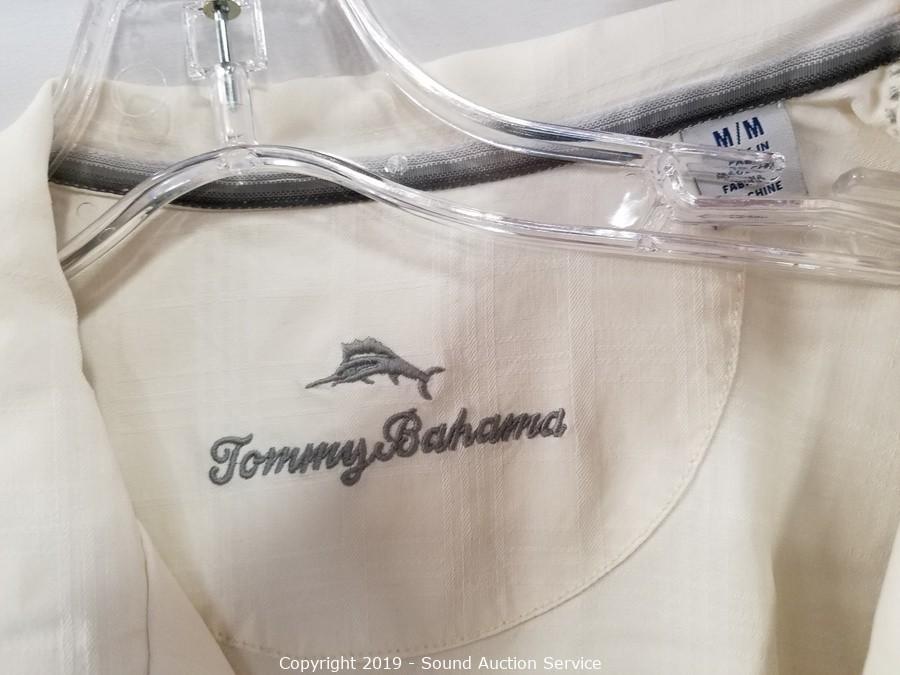 M/M
Tommy Bahama
Copyright 2019 - Sound Auction Service